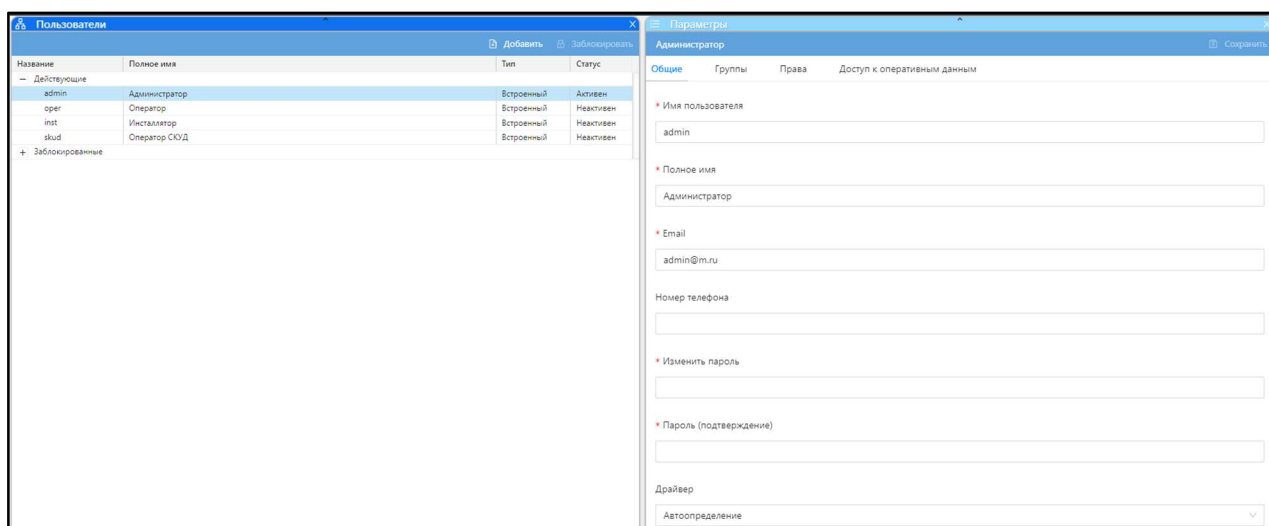 Пользователи
Добавить Заблокировать
Название Полное имя Тип Статус
Действующие
admin Администратор Встроенный Активен
oper Оператор Встроенный Неактивен
inst Инсталлятор Встроенный Неактивен
skud Оператор СКУД Встроенный Неактивен
Заблокированные
Параметры
Администратор Сохранить
Общие Группы Права Доступ к оперативным данным
* Имя пользователя
admin
* Полное имя
Администратор
* Email
admin@m.ru
Номер телефона
* Изменить пароль
* Пароль (подтверждение)
Драйвер
Автоопределение